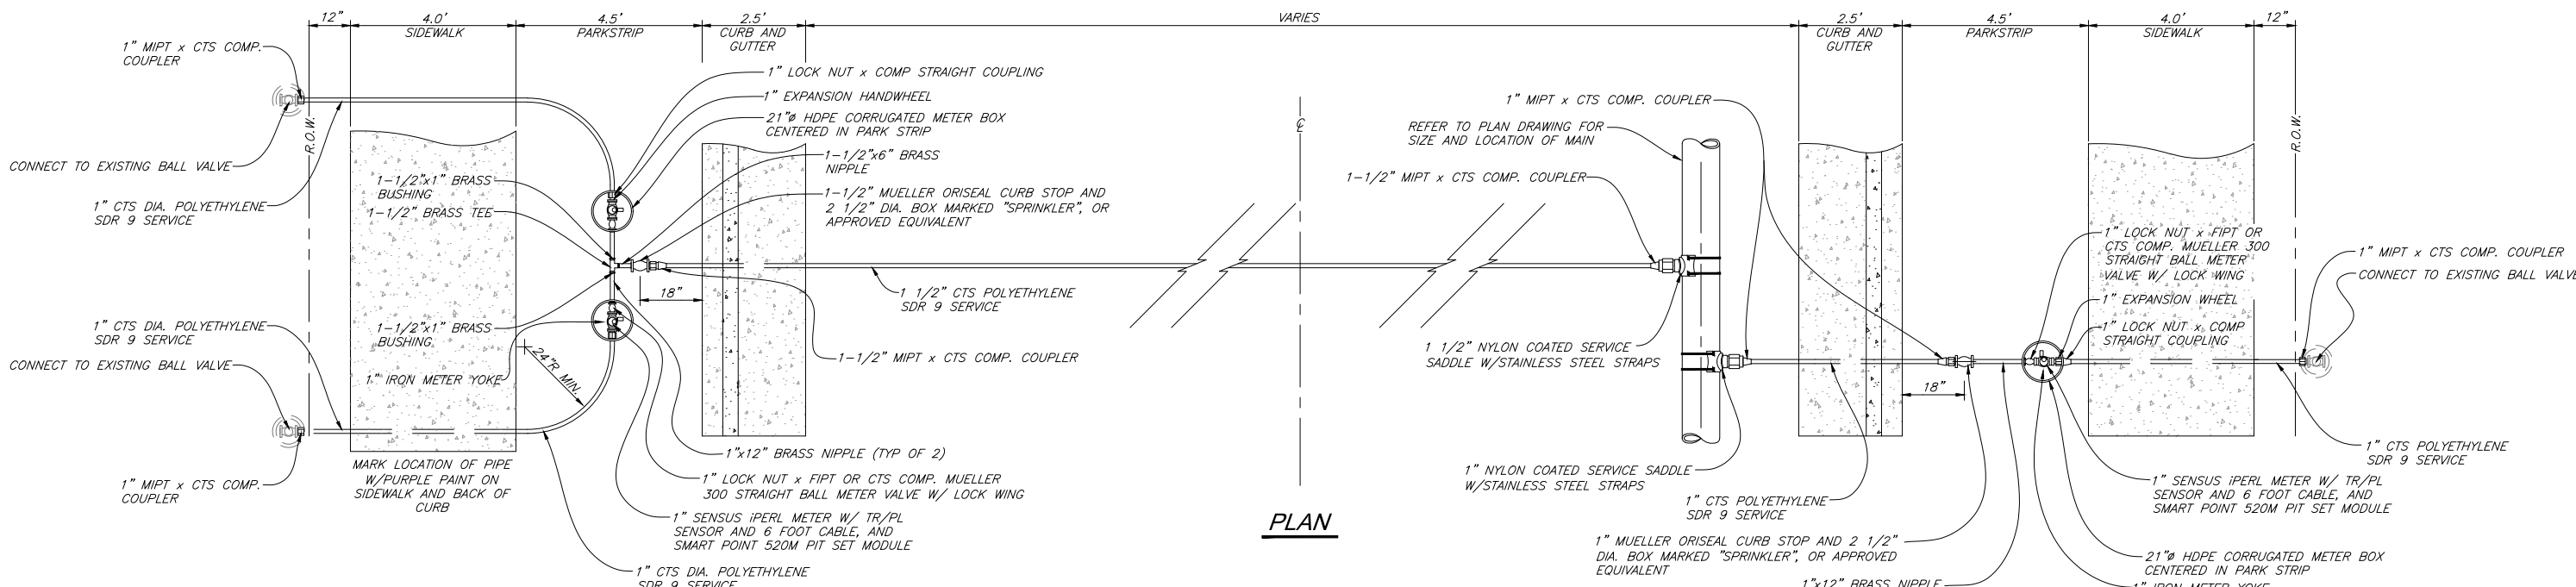 12"
4.0'
SIDEWALK
4.5'
PARKSTRIP
2.5'
CURB AND
GUTTER
VARIES
2.5'
CURB AND
GUTTER
4.5'
PARKSTRIP
4.0'
SIDEWALK
12"
1" MIPT x CTS COMP.
COUPLER
R.O.W.
CONNECT TO EXISTING BALL VALVE
1" CTS DIA. POLYETHYLENE
SDR 9 SERVICE
1-1/2"x1" BRASS
BUSHING
1-1/2" BRASS TEE
1" LOCK NUT x COMP STRAIGHT COUPLING
1" EXPANSION HANDWHEEL
21"ø HDPE CORRUGATED METER BOX
CENTERED IN PARK STRIP
1-1/2"x6" BRASS
NIPPLE
1-1/2" MUELLER ORISEAL CURB STOP AND
2 1/2" DIA. BOX MARKED "SPRINKLER", OR
APPROVED EQUIVALENT
18"
1 1/2" CTS POLYETHYLENE
SDR 9 SERVICE
1-1/2" MIPT x CTS COMP. COUPLER
1" CTS DIA. POLYETHYLENE
SDR 9 SERVICE
CONNECT TO EXISTING BALL VALVE
1-1/2"x1" BRASS
BUSHING
24"R MIN.
1" IRON METER YOKE
1" MIPT x CTS COMP.
COUPLER
MARK LOCATION OF PIPE
W/PURPLE PAINT ON
SIDEWALK AND BACK OF
CURB
1"x12" BRASS NIPPLE (TYP OF 2)
1" LOCK NUT x FIPT OR CTS COMP. MUELLER
300 STRAIGHT BALL METER VALVE W/ LOCK WING
1" SENSUS iPERL METER W/ TR/PL
SENSOR AND 6 FOOT CABLE, AND
SMART POINT 520M PIT SET MODULE
1" CTS DIA. POLYETHYLENE
SDR 9 SERVICE
CL
PLAN
1" MIPT x CTS COMP. COUPLER
REFER TO PLAN DRAWING FOR
SIZE AND LOCATION OF MAIN
1-1/2" MIPT x CTS COMP. COUPLER
1 1/2" NYLON COATED SERVICE
SADDLE W/STAINLESS STEEL STRAPS
1" NYLON COATED SERVICE SADDLE
W/STAINLESS STEEL STRAPS
1" CTS POLYETHYLENE
SDR 9 SERVICE
1" MUELLER ORISEAL CURB STOP AND 2 1/2"
DIA. BOX MARKED "SPRINKLER", OR APPROVED
EQUIVALENT
1"x12" BRASS NIPPLE
18"
R.O.W.
1" LOCK NUT x FIPT OR
CTS COMP. MUELLER 300
STRAIGHT BALL METER
VALVE W/ LOCK WING
1" EXPANSION WHEEL
1" LOCK NUT x COMP
STRAIGHT COUPLING
1" MIPT x CTS COMP. COUPLER
CONNECT TO EXISTING BALL VALVE
1" CTS POLYETHYLENE
SDR 9 SERVICE
1" SENSUS iPERL METER W/ TR/PL
SENSOR AND 6 FOOT CABLE, AND
SMART POINT 520M PIT SET MODULE
21"ø HDPE CORRUGATED METER BOX
CENTERED IN PARK STRIP
1" IRON METER YOKE